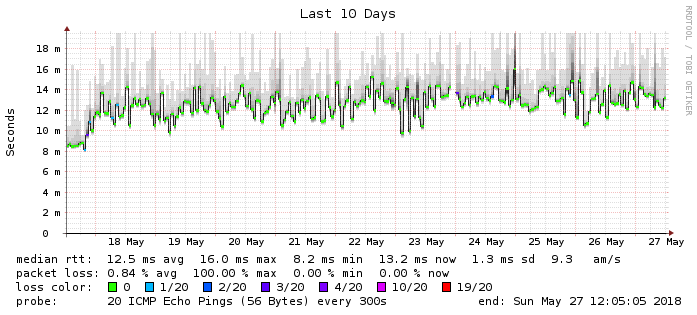 Last 10 Days
RRDTOOL / TOBI OETIKER
Seconds
18 m
16 m
14 m
12 m
10 m
8 m
6 m
4 m
2 m
0
18 May 19 May 20 May 21 May 22 May 23 May 24 May 25 May 26 May 27 May
median rtt: 12.5 ms avg 16.0 ms max 8.2 ms min 13.2 ms now 1.3 ms sd 9.3 am/s
packet loss: 0.84 % avg 100.00 % max 0.00 % min 0.00 % now
loss color: 0 1/20 2/20 3/20 4/20 10/20 19/20
probe: 20 ICMP Echo Pings (56 Bytes) every 300s end: Sun May 27 12:05:05 2018